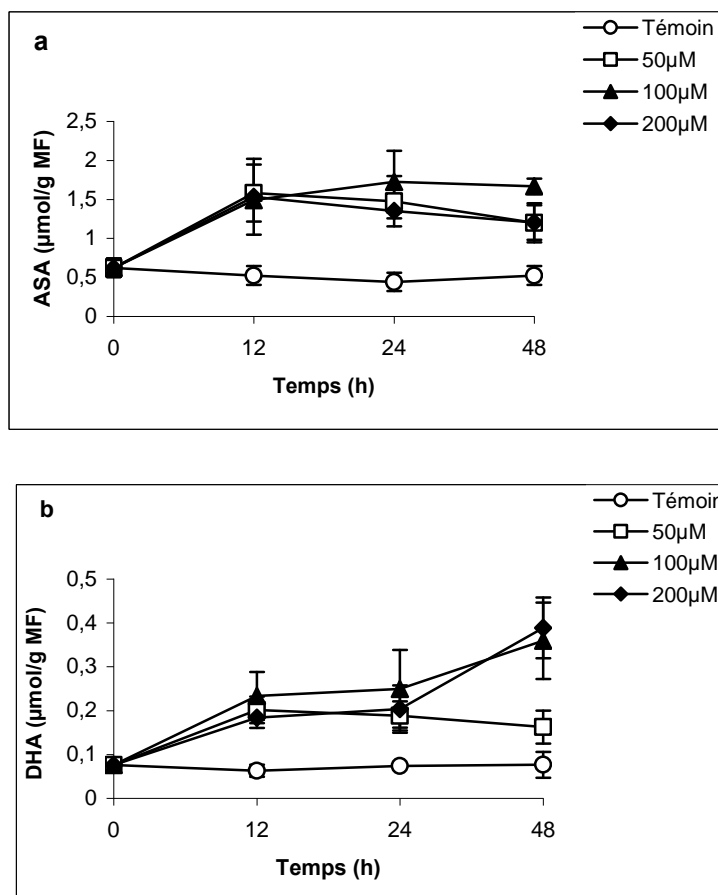 a
Témoin
50µM
100µM
200µM
2,5
2
1,5
1
0,5
0
ASA (µmol/g MF)
0 12 24 48
Temps (h)
b
Témoin
50µM
100µM
200µM
0,5
0,4
0,3
0,2
0,1
0
DHA (µmol/g MF)
0 12 24 48
Temps (h)